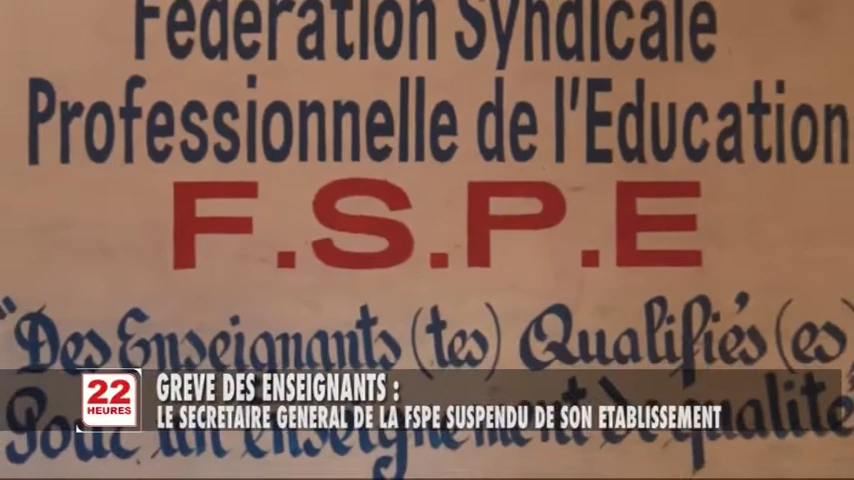 Fédération Syndicale
Professionnelle de l'Education
F.S.P.E
"Des Enseignants (tes) Qualifiés (es)
Pour un enseignement de qualité
22
HEURES
GREVE DES ENSEIGNANTS :
LE SECRETAIRE GENERAL DE LA FSPE SUSPENDU DE SON ETABLISSEMENT